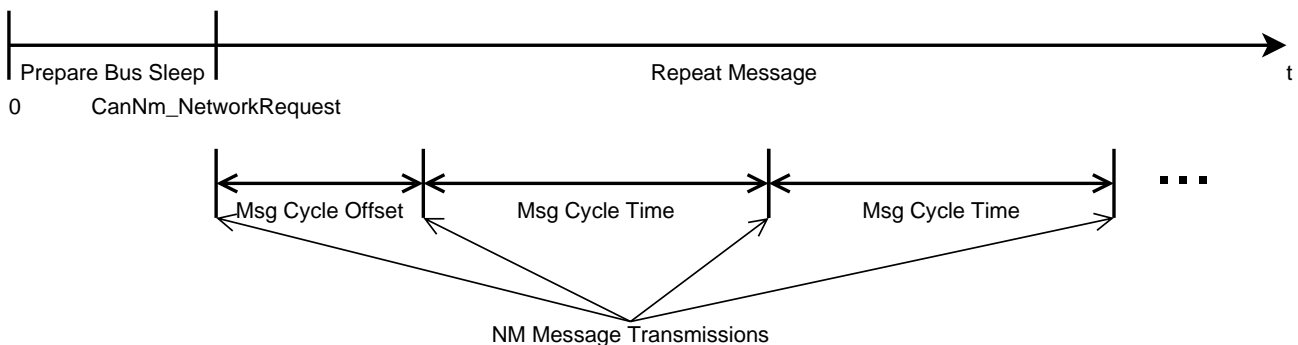 Prepare Bus Sleep Repeat Message t
0 CanNm_NetworkRequest
Msg Cycle Offset Msg Cycle Time Msg Cycle Time
NM Message Transmissions